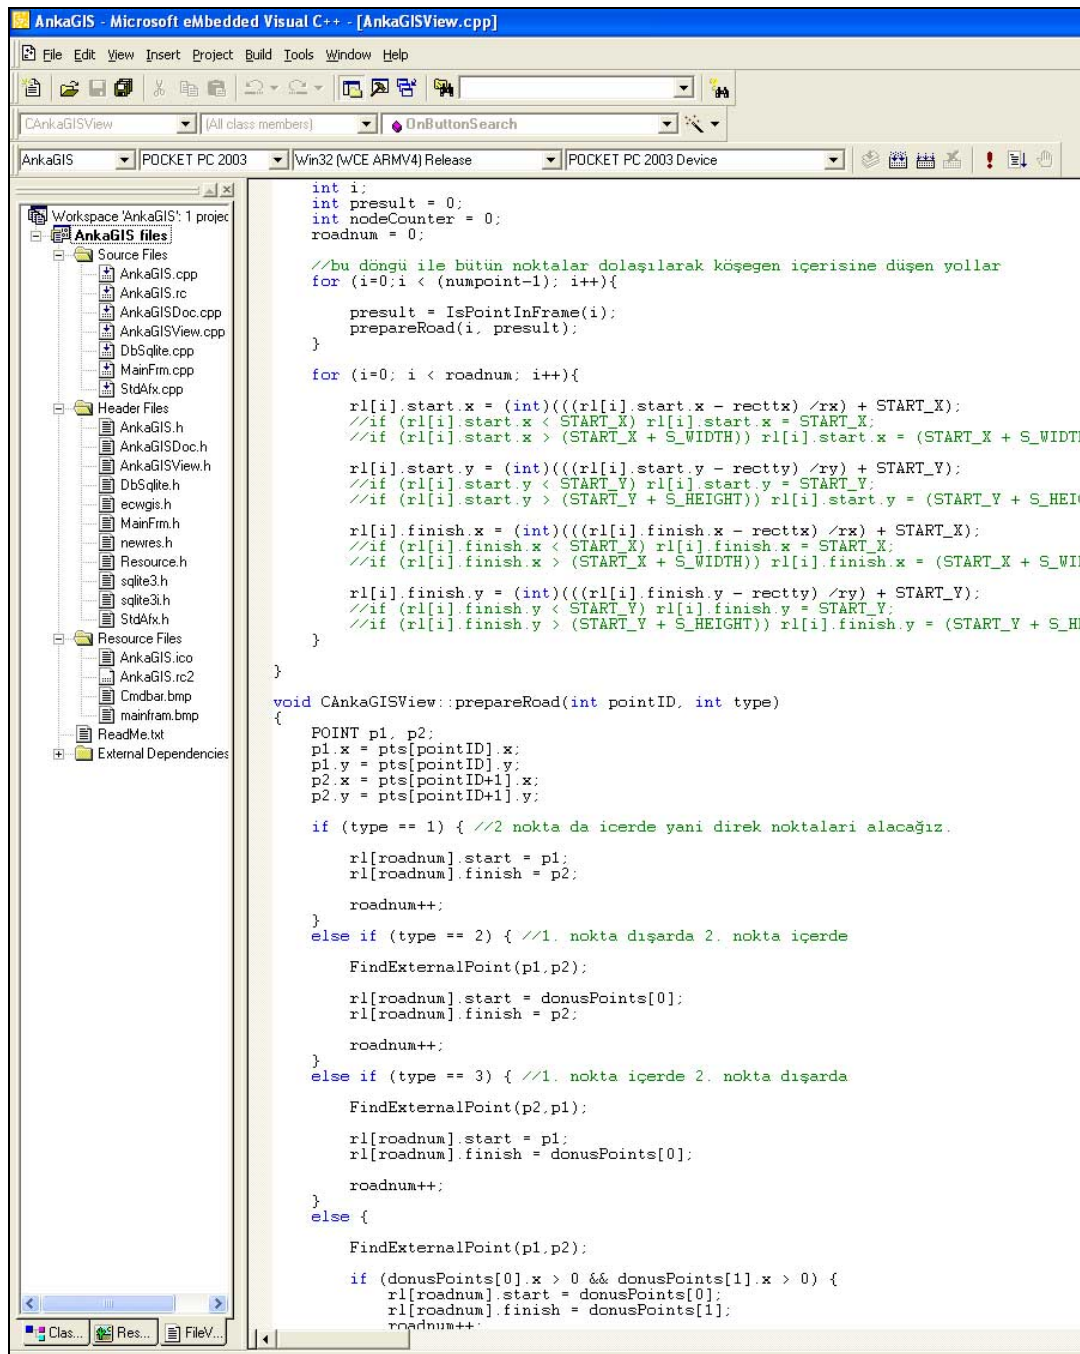 AnkaGIS - Microsoft eMbedded Visual C++ - [AnkaGISView.cpp]
File Edit View Insert Project Build Tools Window Help
CAnkaGISView (All class members) OnButtonSearch
AnkaGIS POCKET PC 2003 Win32 (WCE ARMV4) Release POCKET PC 2003 Device
Workspace 'AnkaGIS': 1 projec
AnkaGIS files
Source Files
AnkaGIS.cpp
AnkaGIS.rc
AnkaGISDoc.cpp
AnkaGISView.cpp
DbSqlite.cpp
MainFrm.cpp
StdAfx.cpp
Header Files
AnkaGIS.h
AnkaGISDoc.h
AnkaGISView.h
DbSqlite.h
ecwgis.h
MainFrm.h
newres.h
Resource.h
sqlite3.h
sqlite3i.h
StdAfx.h
Resource Files
AnkaGIS.ico
AnkaGIS.rc2
Cmdbar.bmp
mainfram.bmp
ReadMe.txt
External Dependencies
Clas... Res... FileV...
int i;
int presult = 0;
int nodeCounter = 0;
roadnum = 0;
//bu döngü ile bütün noktalar dolaşılarak köşegen içerisine düşen yollar
for (i=0;i < (numpoint-1); i++){
presult = IsPointInFrame(i);
prepareRoad(i, presult);
}
for (i=0; i < roadnum; i++){
rl[i].start.x = (int)(((rl[i].start.x - recttx) /rx) + START_X);
//if (rl[i].start.x < START_X) rl[i].start.x = START_X;
//if (rl[i].start.x > (START_X + S_WIDTH)) rl[i].start.x = (START_X + S_WIDTH
rl[i].start.y = (int)(((rl[i].start.y - rectty) /ry) + START_Y);
//if (rl[i].start.y < START_Y) rl[i].start.y = START_Y;
//if (rl[i].start.y > (START_Y + S_HEIGHT)) rl[i].start.y = (START_Y + S_HEIG
rl[i].finish.x = (int)(((rl[i].finish.x - recttx) /rx) + START_X);
//if (rl[i].finish.x < START_X) rl[i].finish.x = START_X;
//if (rl[i].finish.x > (START_X + S_WIDTH)) rl[i].finish.x = (START_X + S_WID
rl[i].finish.y = (int)(((rl[i].finish.y - rectty) /ry) + START_Y);
//if (rl[i].finish.y < START_Y) rl[i].finish.y = START_Y;
//if (rl[i].finish.y > (START_Y + S_HEIGHT)) rl[i].finish.y = (START_Y + S_HE
}
}
void CAnkaGISView::prepareRoad(int pointID, int type)
{
POINT p1, p2;
p1.x = pts[pointID].x;
p1.y = pts[pointID].y;
p2.x = pts[pointID+1].x;
p2.y = pts[pointID+1].y;
if (type == 1) { //2 nokta da icerde yani direk noktalari alacağız.
rl[roadnum].start = p1;
rl[roadnum].finish = p2;
roadnum++;
}
else if (type == 2) { //1. nokta dışarda 2. nokta içerde
FindExternalPoint(p1,p2);
rl[roadnum].start = donusPoints[0];
rl[roadnum].finish = p2;
roadnum++;
}
else if (type == 3) { //1. nokta içerde 2. nokta dışarda
FindExternalPoint(p2,p1);
rl[roadnum].start = p1;
rl[roadnum].finish = donusPoints[0];
roadnum++;
}
else {
FindExternalPoint(p1,p2);
if (donusPoints[0].x > 0 && donusPoints[1].x > 0) {
rl[roadnum].start = donusPoints[0];
rl[roadnum].finish = donusPoints[1];
roadnum++;